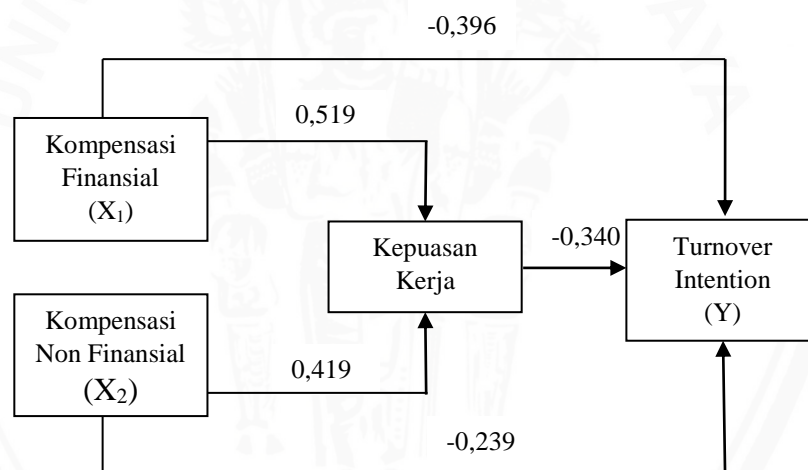 -0,396
0,519
Kompensasi
Finansial
(X₁)
Kepuasan
Kerja
-0,340
Turnover
Intention
(Y)
Kompensasi
Non Finansial
(X₂)
0,419
-0,239